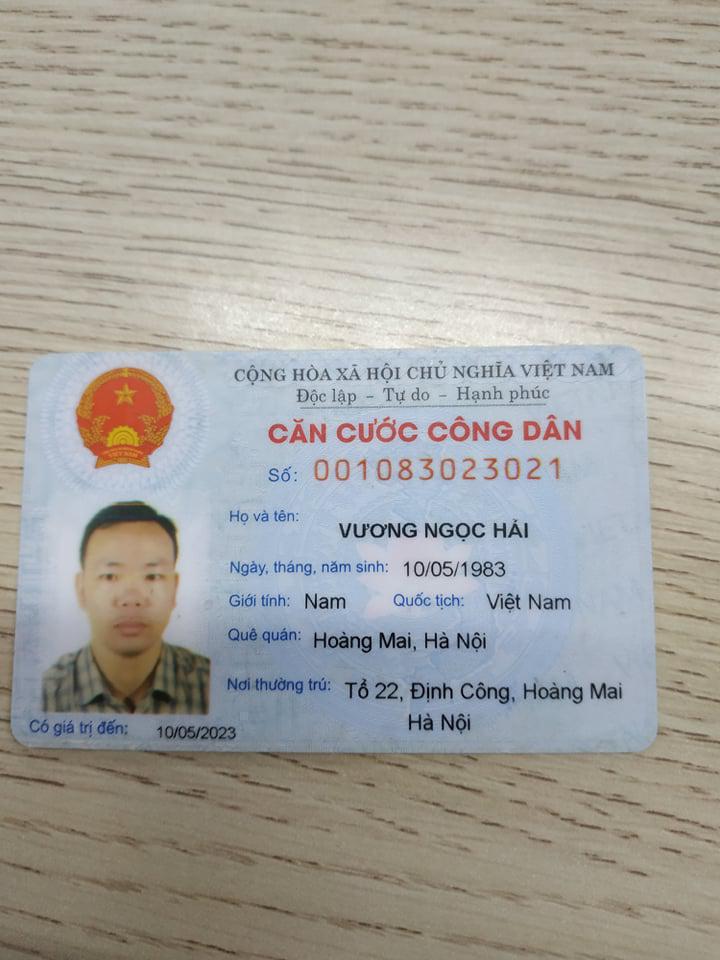 CỘNG HÒA XÃ HỘI CHỦ NGHĨA VIỆT NAM
Độc lập – Tự do – Hạnh phúc
CĂN CƯỚC CÔNG DÂN
Số: 001083023021
Họ và tên:
VƯƠNG NGỌC HẢI
Ngày, tháng, năm sinh: 10/05/1983
Giới tính: Nam Quốc tịch: Việt Nam
Quê quán: Hoàng Mai, Hà Nội
Nơi thường trú: Tổ 22, Định Công, Hoàng Mai
Hà Nội
Có giá trị đến: 10/05/2023
VIỆT NAM